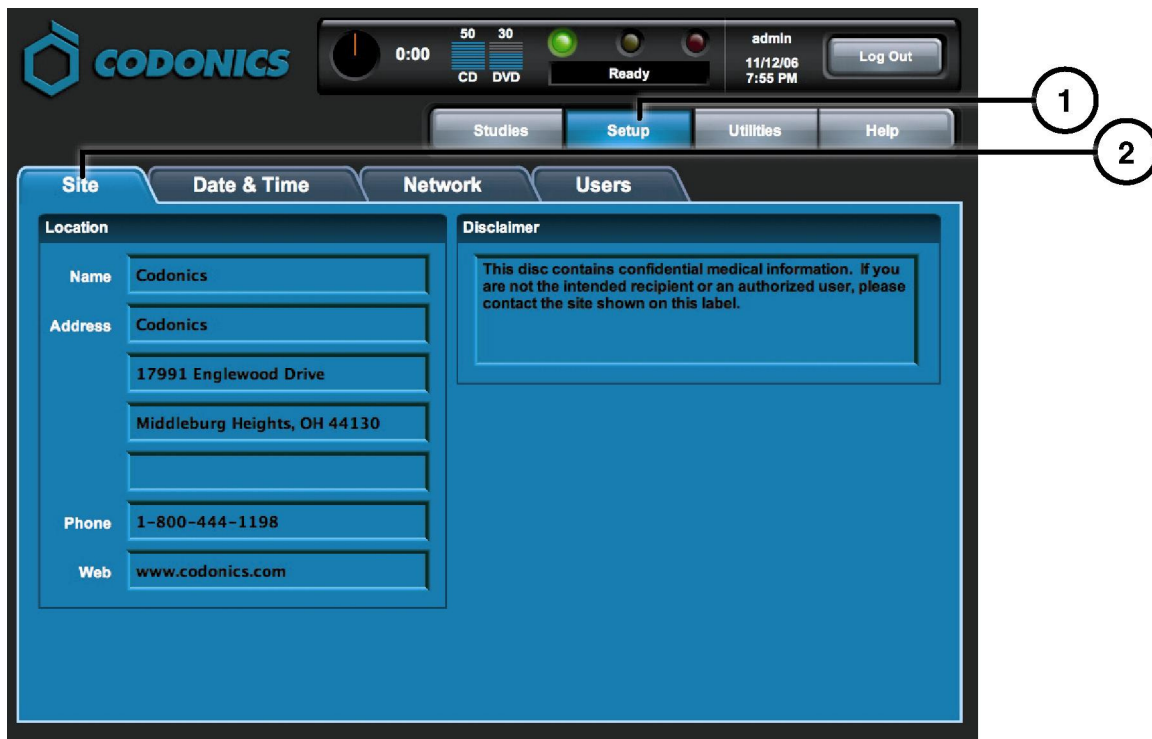 CODONICS
0:00
50 30
CD DVD
Ready
admin
11/12/06
7:55 PM
Log Out
1
Studies Setup Utilities Help
2
Site Date & Time Network Users
Location
Name Codonics
Address Codonics
17991 Englewood Drive
Middleburg Heights, OH 44130
Phone 1-800-444-1198
Web www.codonics.com
Disclaimer
This disc contains confidential medical information. If you
are not the intended recipient or an authorized user, please
contact the site shown on this label.